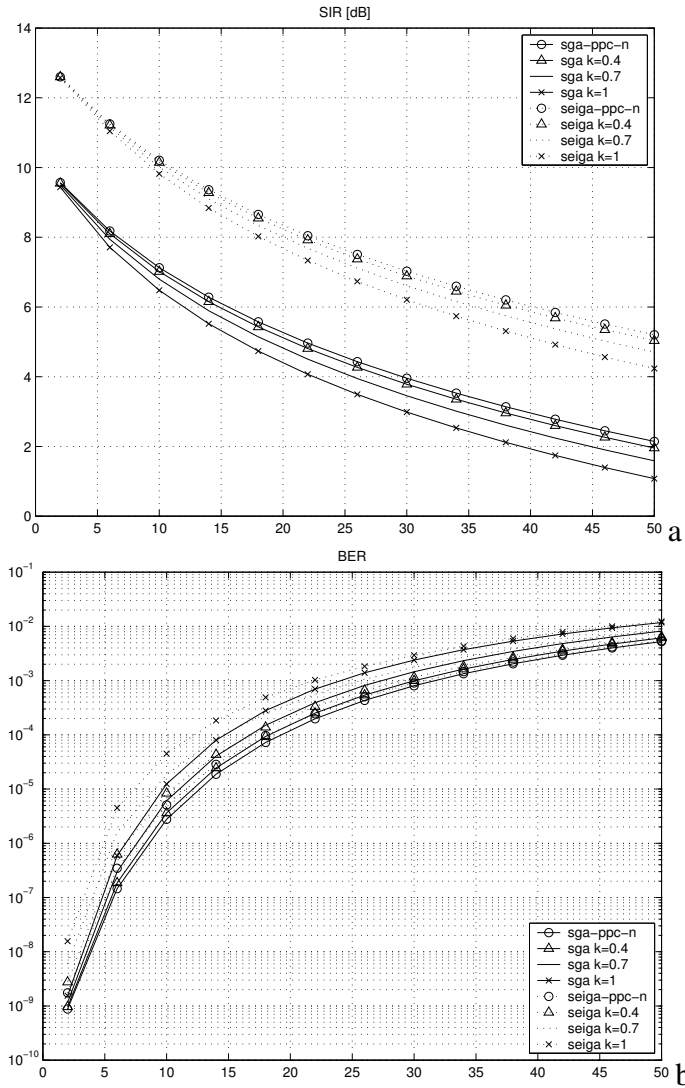 SIR [dB]
14
12
10
8
6
4
2
0
0 5 10 15 20 25 30 35 40 45 50
sga-ppc-n
sga k=0.4
sga k=0.7
sga k=1
seiga-ppc-n
seiga k=0.4
seiga k=0.7
seiga k=1
a
BER
10^-1
10^-2
10^-3
10^-4
10^-5
10^-6
10^-7
10^-8
10^-9
10^-10
0 5 10 15 20 25 30 35 40 45 50
sga-ppc-n
sga k=0.4
sga k=0.7
sga k=1
seiga-ppc-n
seiga k=0.4
seiga k=0.7
seiga k=1
b